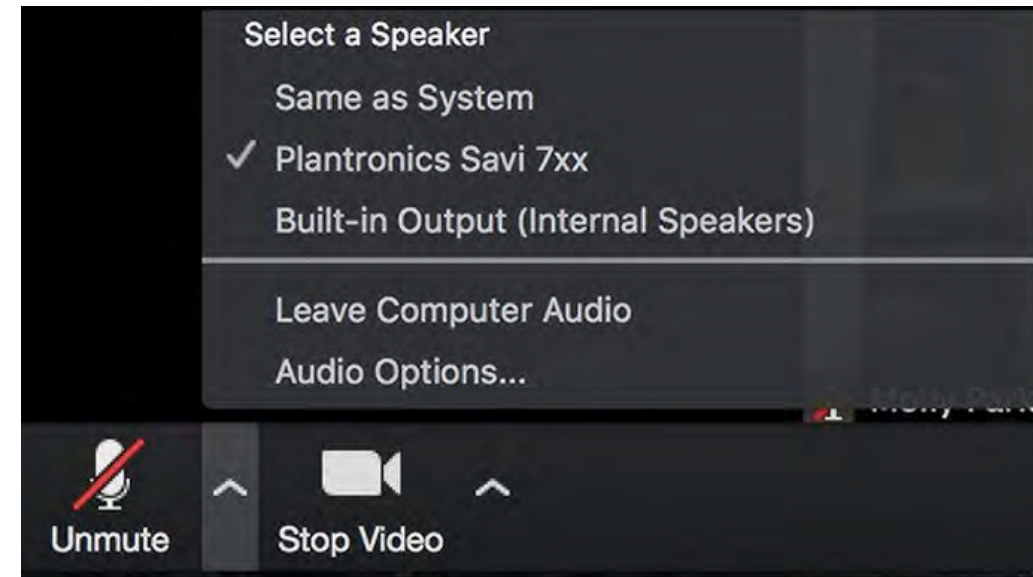 Select a Speaker
Same as System
Plantronics Savi 7xx
Built-in Output (Internal Speakers)
Leave Computer Audio
Audio Options...
Unmute
Stop Video